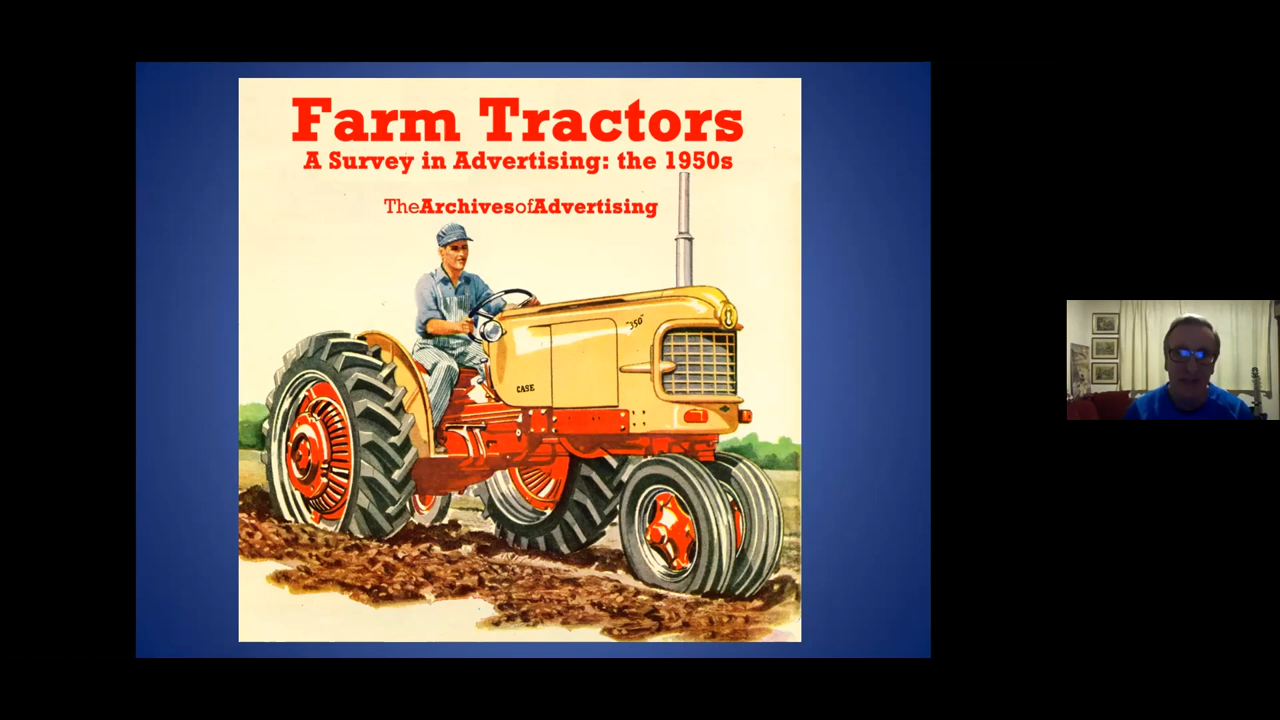 Farm Tractors
A Survey in Advertising: the 1950s
TheArchivesofAdvertising
"350"
CASE